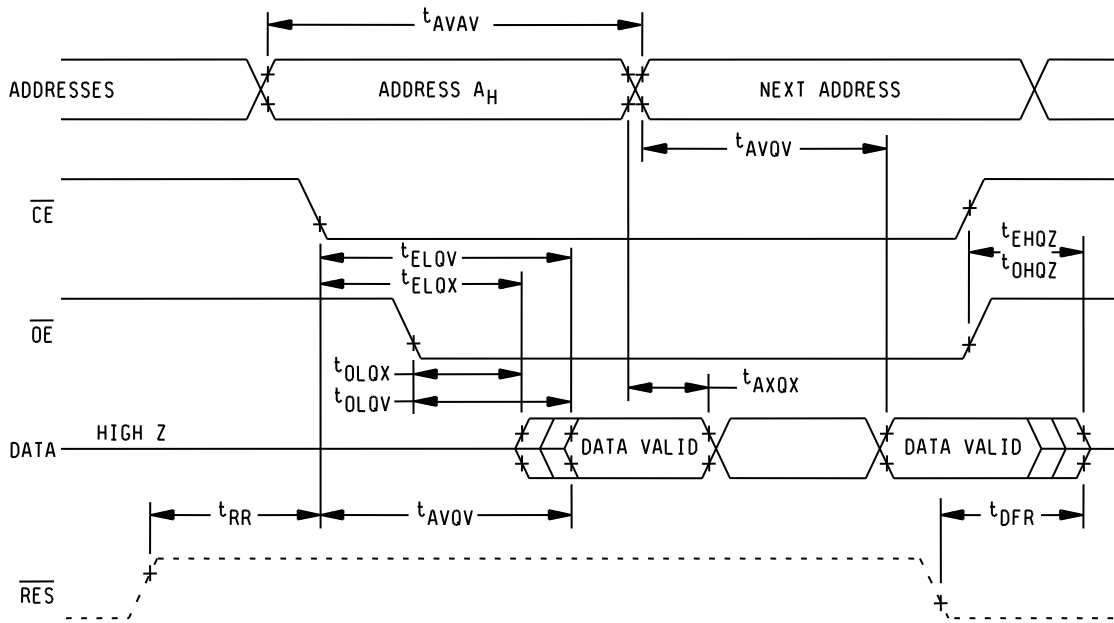 tAVAV
ADDRESSES ADDRESS AH NEXT ADDRESS
tAVQV
CE
tELQV tEHQZ
tELQX tOHQZ
OE
tOLQX tAXQX
tOLQV
HIGH Z
DATA DATA VALID DATA VALID
tRR tAVQV tDFR
RES